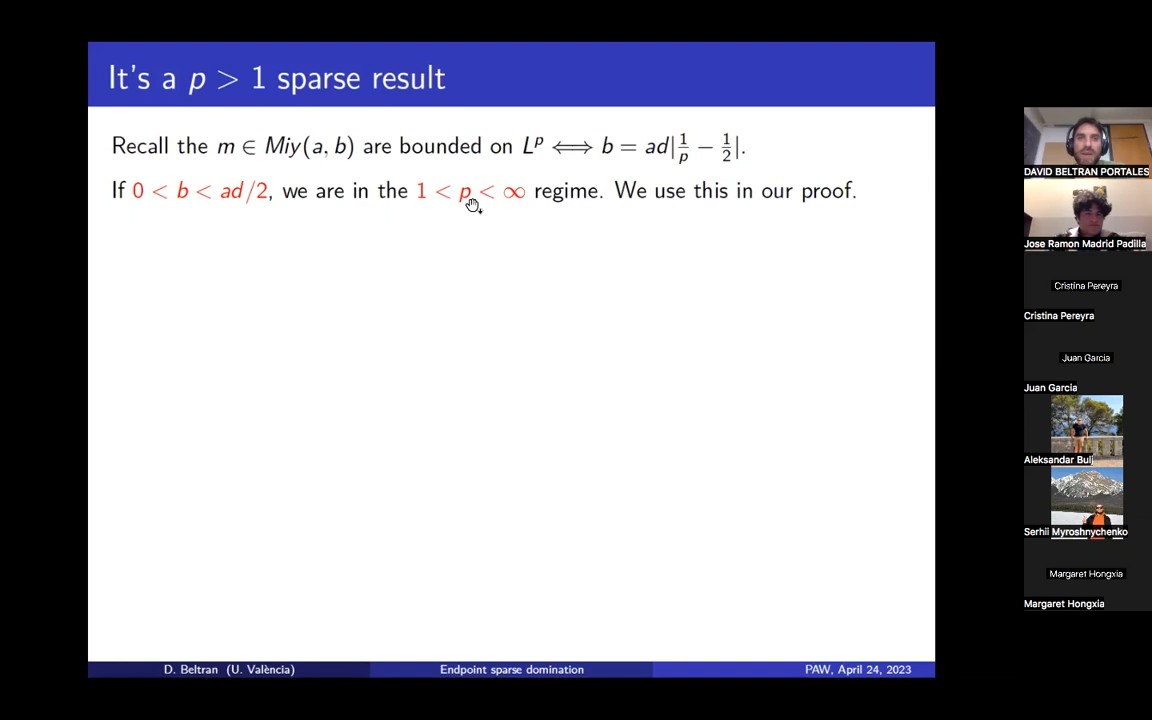 It's a p > 1 sparse result
Recall the m ∈ Miy(a, b) are bounded on Lᵖ ⟺ b = ad|1/p − 1/2|.
If 0 < b < ad/2, we are in the 1 < p < ∞ regime. We use this in our proof.
D. Beltran (U. València)
Endpoint sparse domination
PAW, April 24, 2023
DAVID BELTRAN PORTALES
Jose Ramon Madrid Padilla
Cristina Pereyra
Cristina Pereyra
Juan Garcia
Juan Garcia
Aleksandar Bulj
Serhii Myroshnychenko
Margaret Hongxia
Margaret Hongxia